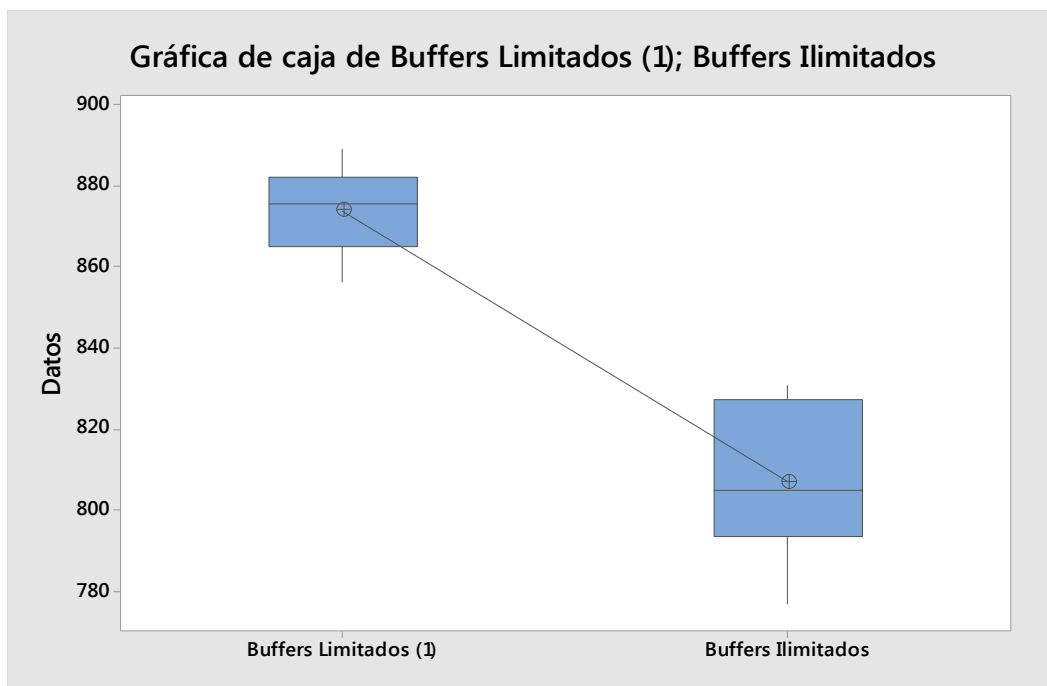 Gráfica de caja de Buffers Limitados (1); Buffers Ilimitados
900
880
860
840
820
800
780
Datos
Buffers Limitados (1)
Buffers Ilimitados